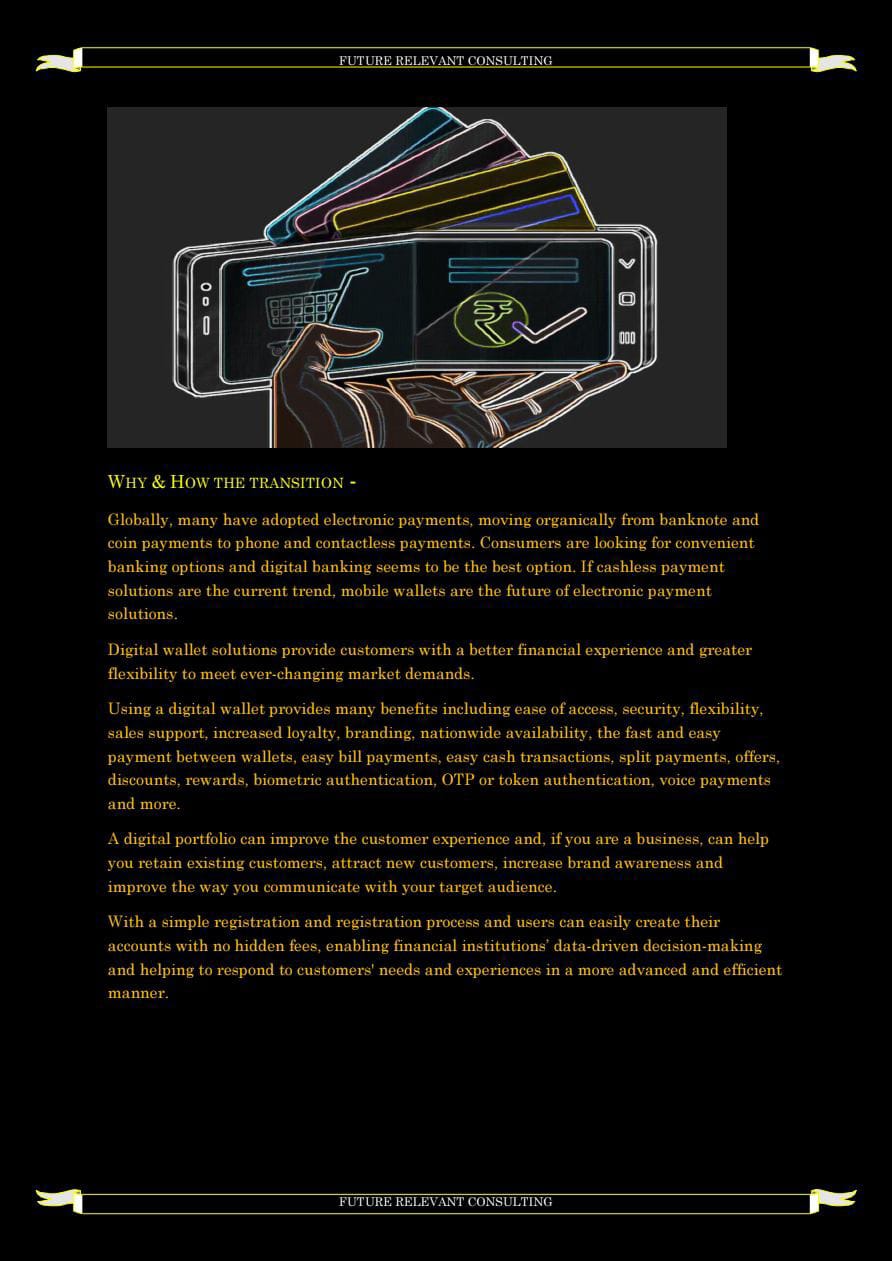 FUTURE RELEVANT CONSULTING
₹
WHY & HOW THE TRANSITION -
Globally, many have adopted electronic payments, moving organically from banknote and
coin payments to phone and contactless payments. Consumers are looking for convenient
banking options and digital banking seems to be the best option. If cashless payment
solutions are the current trend, mobile wallets are the future of electronic payment
solutions.
Digital wallet solutions provide customers with a better financial experience and greater
flexibility to meet ever-changing market demands.
Using a digital wallet provides many benefits including ease of access, security, flexibility,
sales support, increased loyalty, branding, nationwide availability, the fast and easy
payment between wallets, easy bill payments, easy cash transactions, split payments, offers,
discounts, rewards, biometric authentication, OTP or token authentication, voice payments
and more.
A digital portfolio can improve the customer experience and, if you are a business, can help
you retain existing customers, attract new customers, increase brand awareness and
improve the way you communicate with your target audience.
With a simple registration and registration process and users can easily create their
accounts with no hidden fees, enabling financial institutions’ data-driven decision-making
and helping to respond to customers' needs and experiences in a more advanced and efficient
manner.
FUTURE RELEVANT CONSULTING